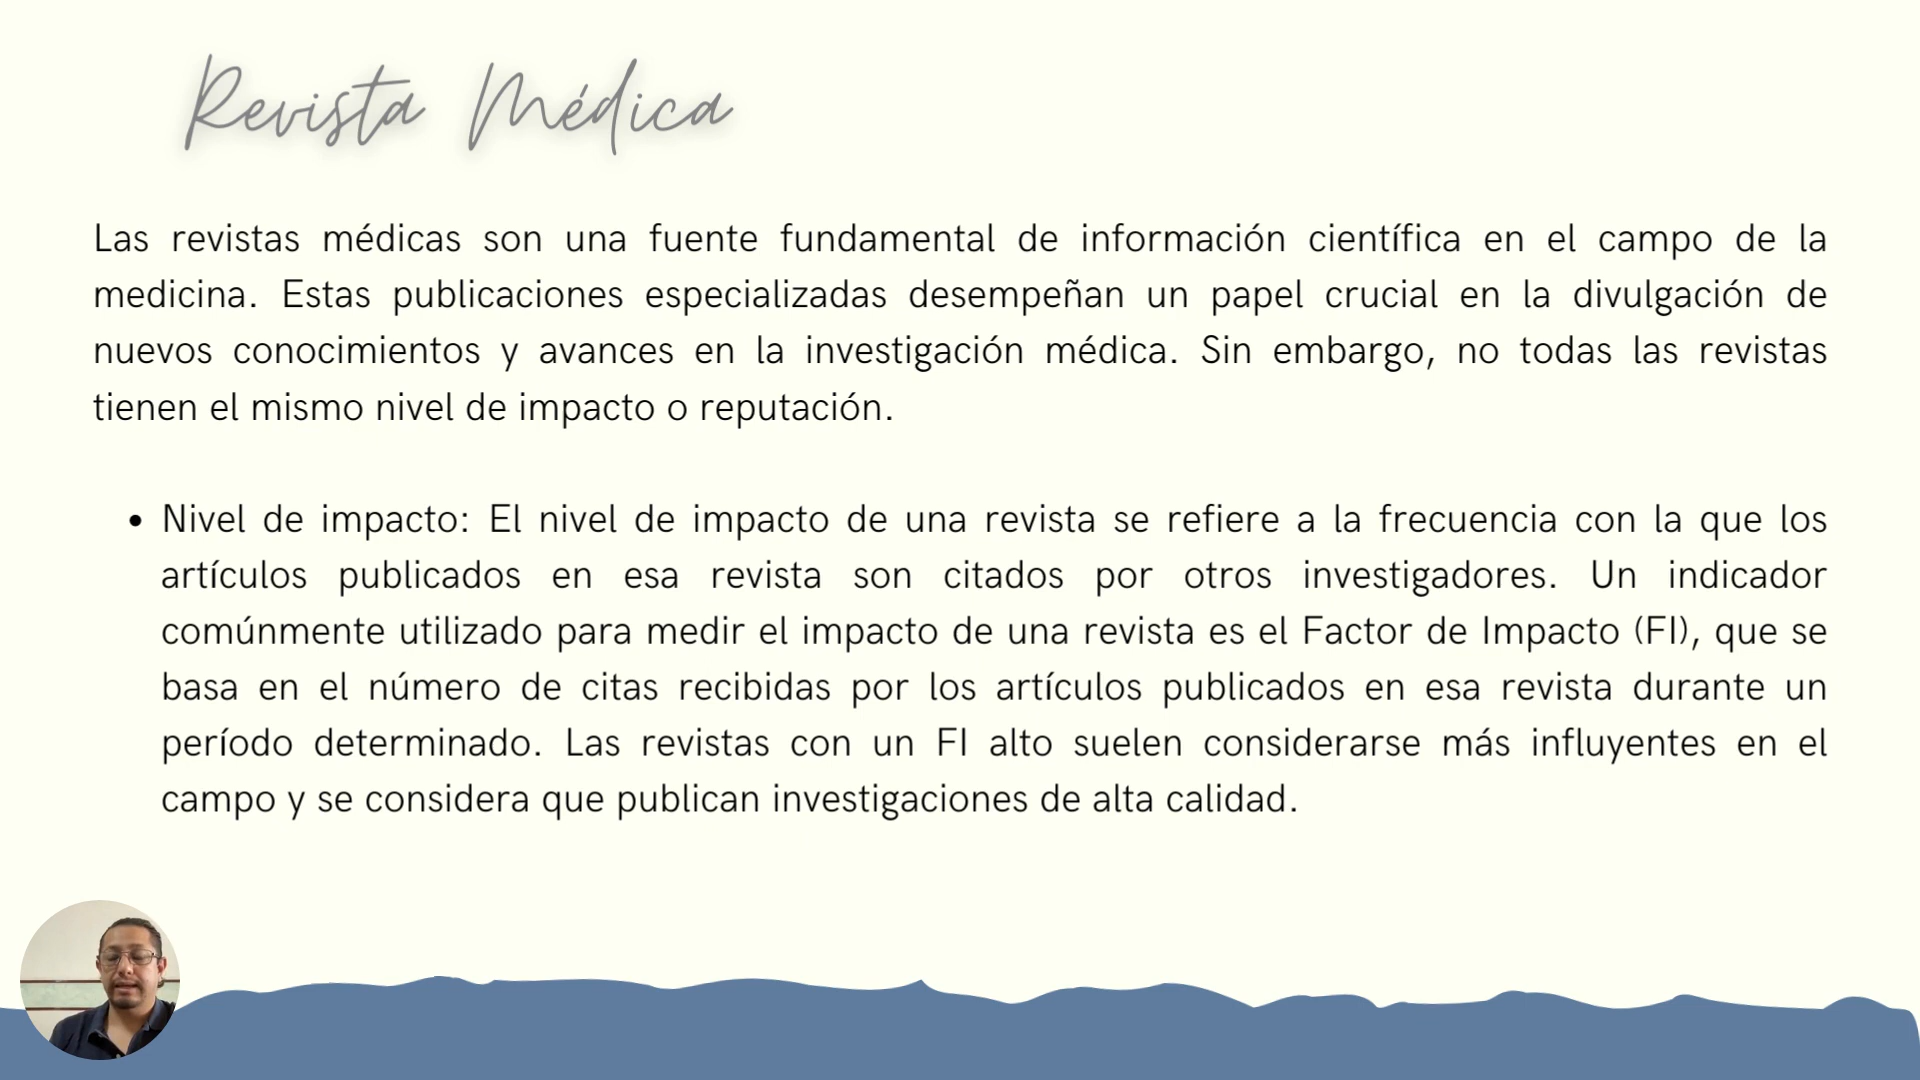 Revista Médica
Las revistas médicas son una fuente fundamental de información científica en el campo de la
medicina. Estas publicaciones especializadas desempeñan un papel crucial en la divulgación de
nuevos conocimientos y avances en la investigación médica. Sin embargo, no todas las revistas
tienen el mismo nivel de impacto o reputación.
• Nivel de impacto: El nivel de impacto de una revista se refiere a la frecuencia con la que los
artículos publicados en esa revista son citados por otros investigadores. Un indicador
comúnmente utilizado para medir el impacto de una revista es el Factor de Impacto (FI), que se
basa en el número de citas recibidas por los artículos publicados en esa revista durante un
período determinado. Las revistas con un FI alto suelen considerarse más influyentes en el
campo y se considera que publican investigaciones de alta calidad.